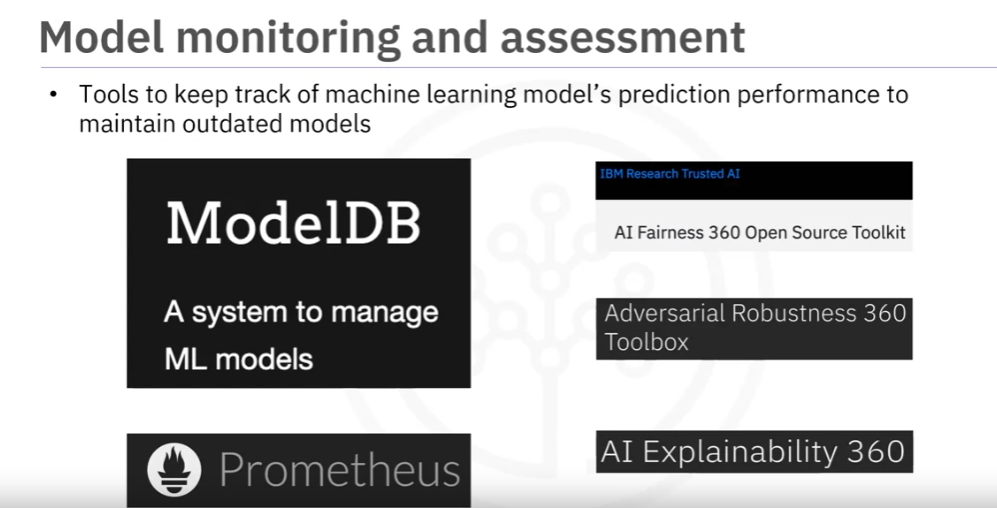 Model monitoring and assessment
• Tools to keep track of machine learning model's prediction performance to
maintain outdated models
ModelDB
A system to manage
ML models
Prometheus
IBM Research Trusted AI
AI Fairness 360 Open Source Toolkit
Adversarial Robustness 360
Toolbox
AI Explainability 360